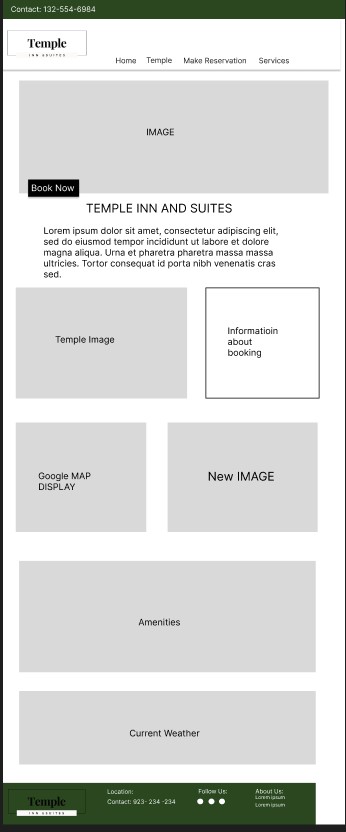 Contact: 132-554-6984
Temple
INN & SUITES
Home Temple Make Reservation Services
IMAGE
Book Now
TEMPLE INN AND SUITES
Lorem ipsum dolor sit amet, consectetur adipiscing elit,
sed do eiusmod tempor incididunt ut labore et dolore
magna aliqua. Urna et pharetra pharetra massa massa
ultricies. Tortor consequat id porta nibh venenatis cras
sed.
Temple Image
Informatioin
about
booking
Google MAP
DISPLAY
New IMAGE
Amenities
Current Weather
Temple
INN & SUITES
Location:
Contact: 923- 234 -234
Follow Us:
About Us:
Lorem ipsum
Lorem ipsum